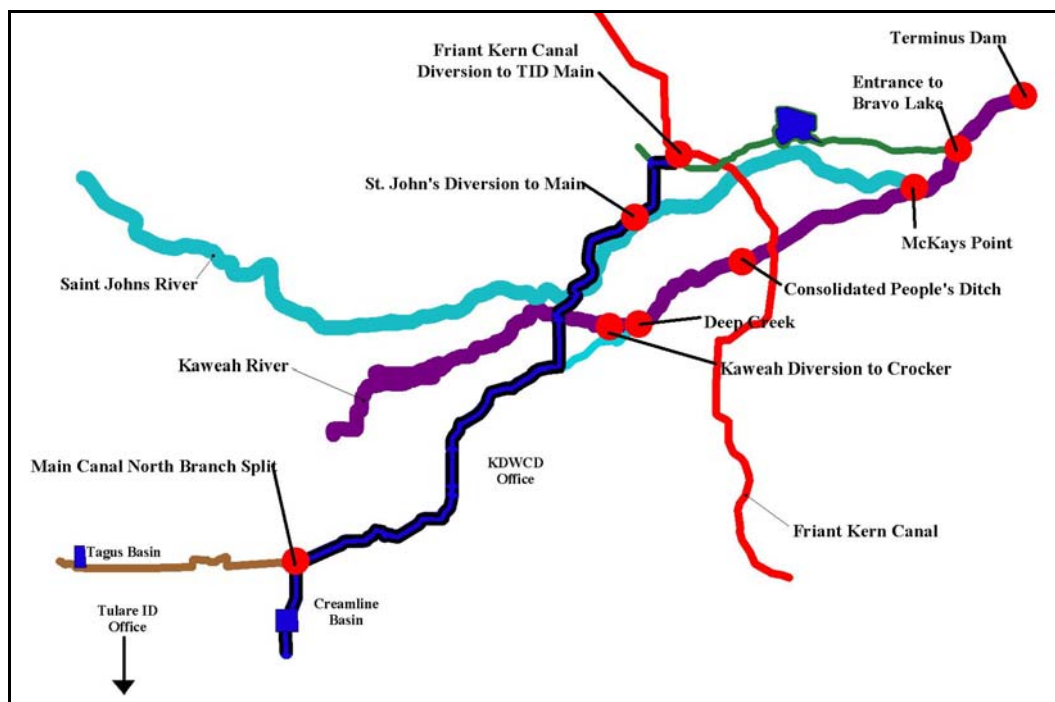 Terminus Dam
Friant Kern Canal
Diversion to TID Main
Entrance to
Bravo Lake
St. John's Diversion to Main
McKays Point
Saint Johns River
Consolidated People's Ditch
Deep Creek
Kaweah River
Kaweah Diversion to Crocker
Main Canal North Branch Split
KDWCD
Office
Friant Kern Canal
Tagus Basin
Creamline
Basin
Tulare ID
Office